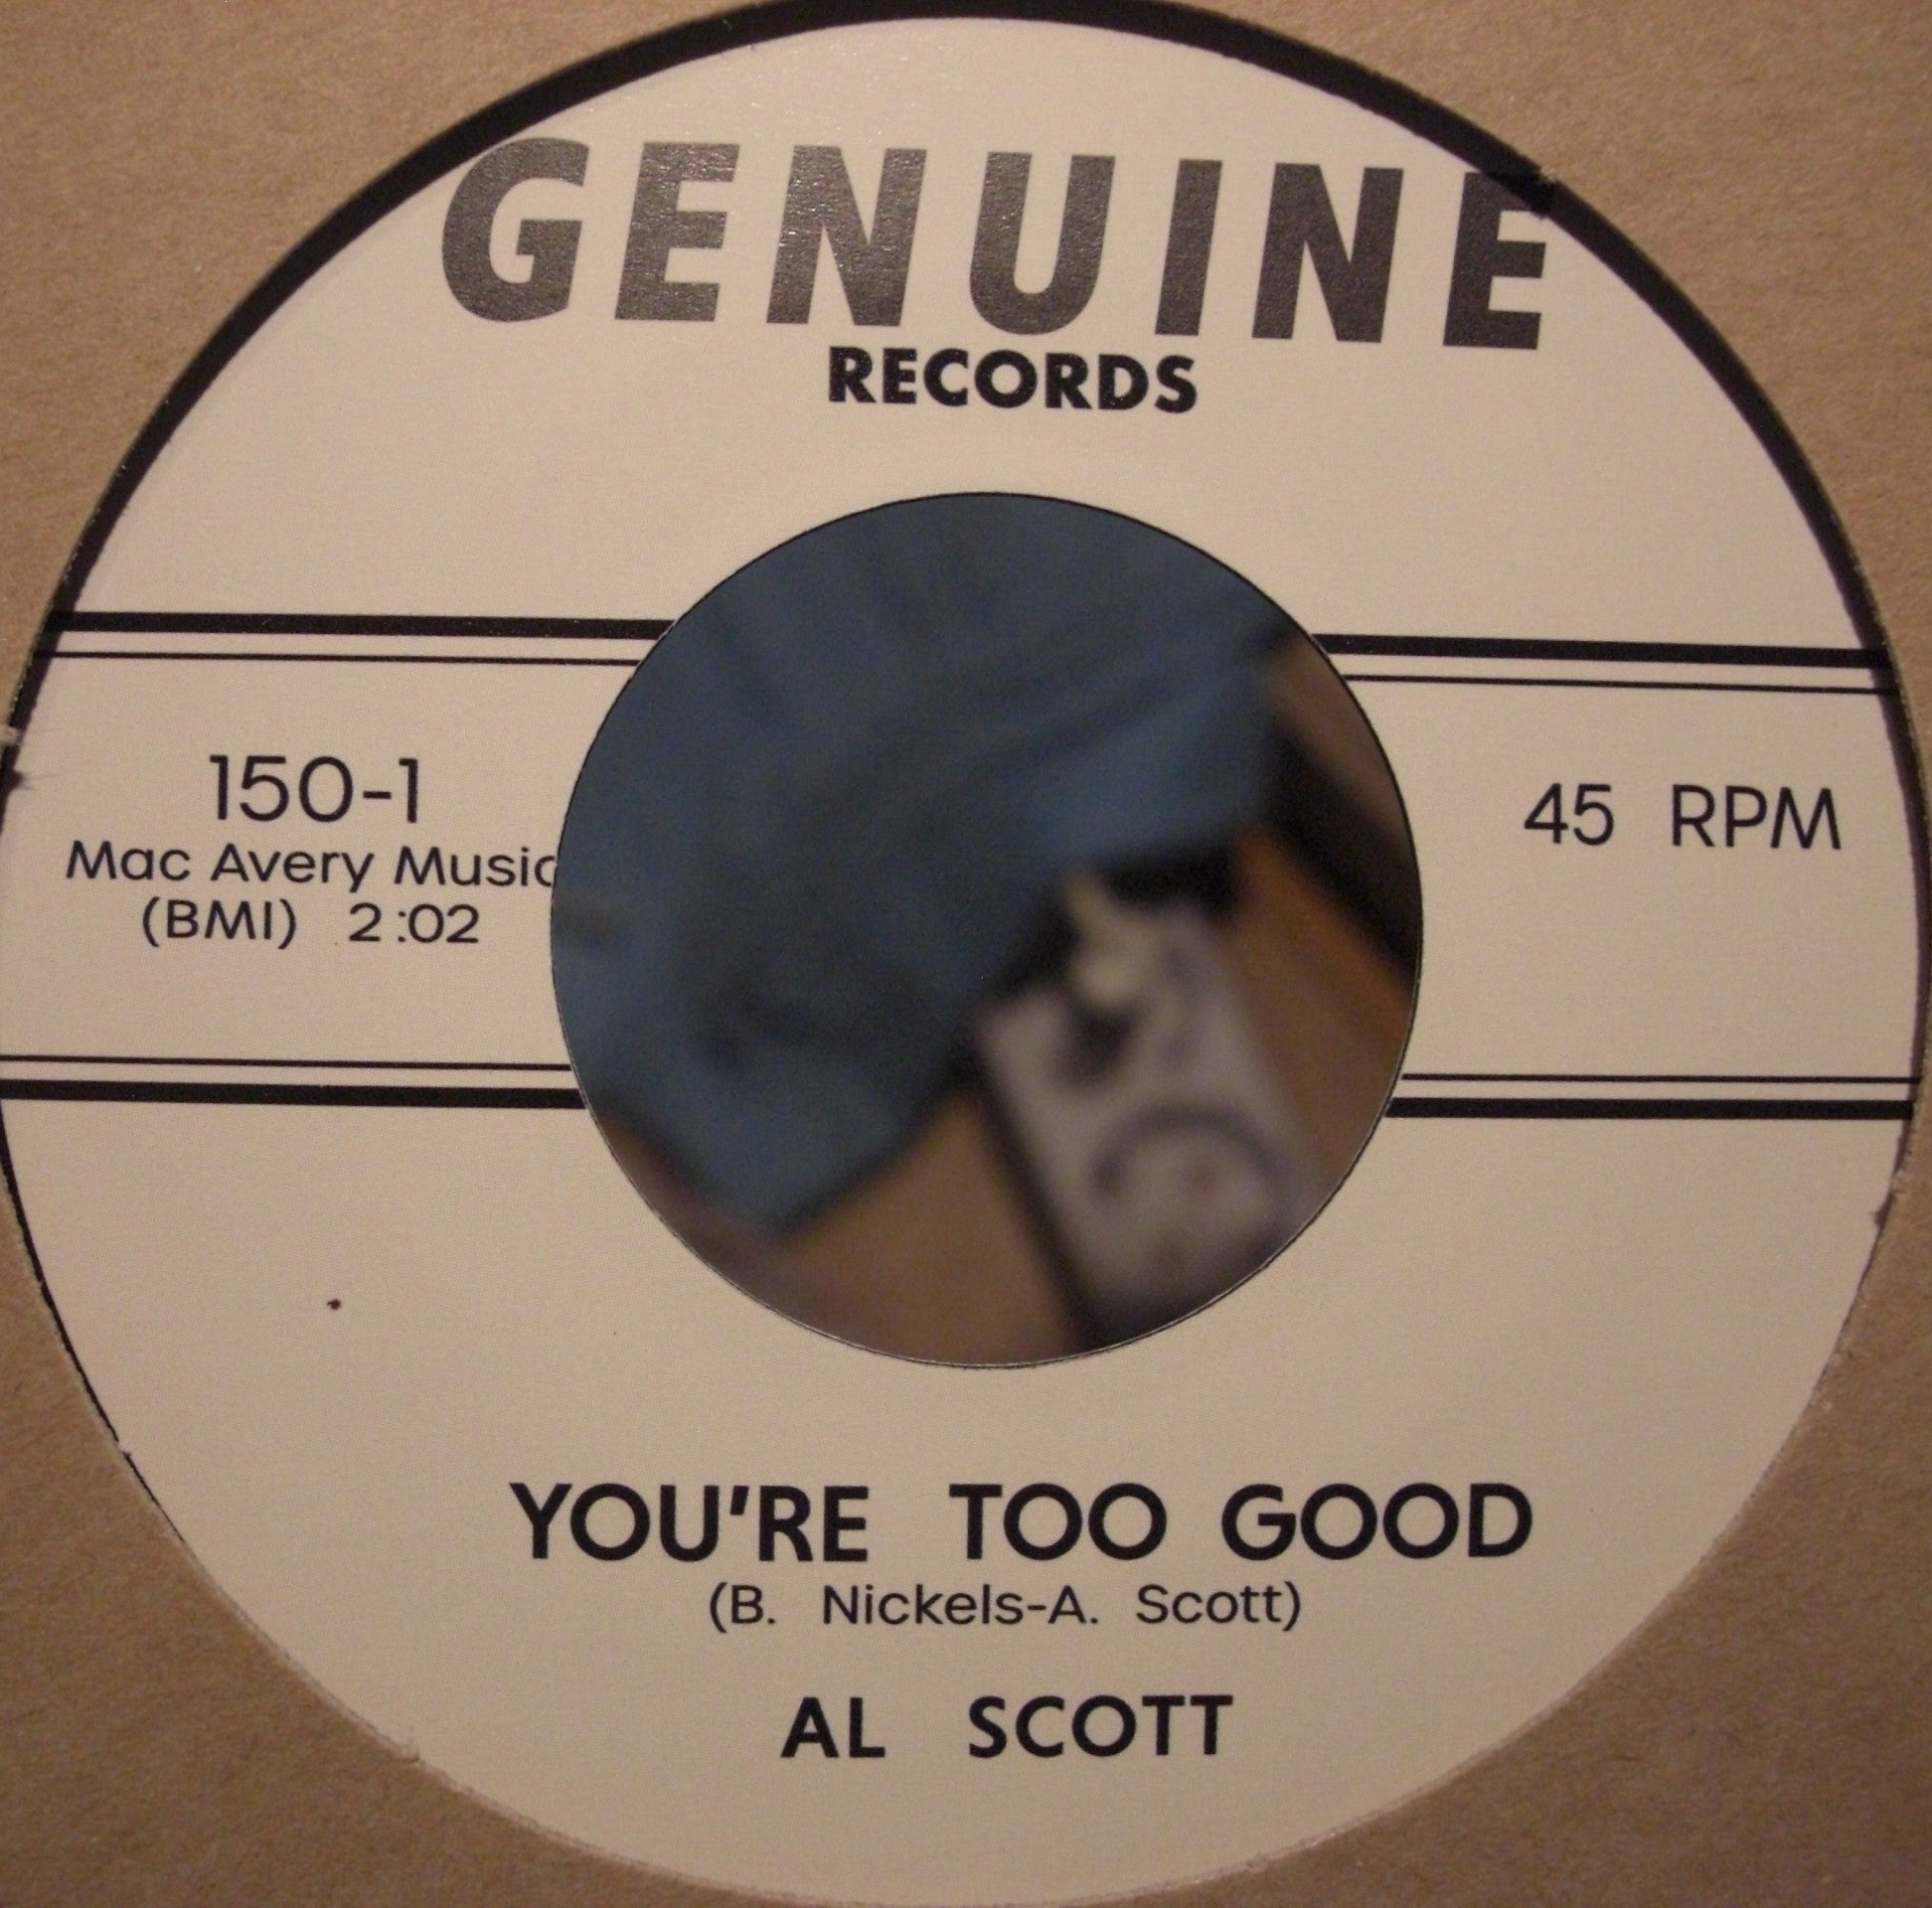 GENUINE
RECORDS
150-1
Mac Avery Music
(BMI) 2:02
45 RPM
YOU'RE TOO GOOD
(B. Nickels-A. Scott)
AL SCOTT